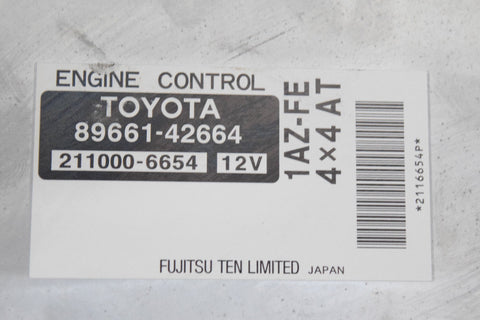 ENGINE CONTROL
TOYOTA
89661-42664
211000-6654 12V
1AZ-FE
4×4 AT
*2116654P*
FUJITSU TEN LIMITED JAPAN